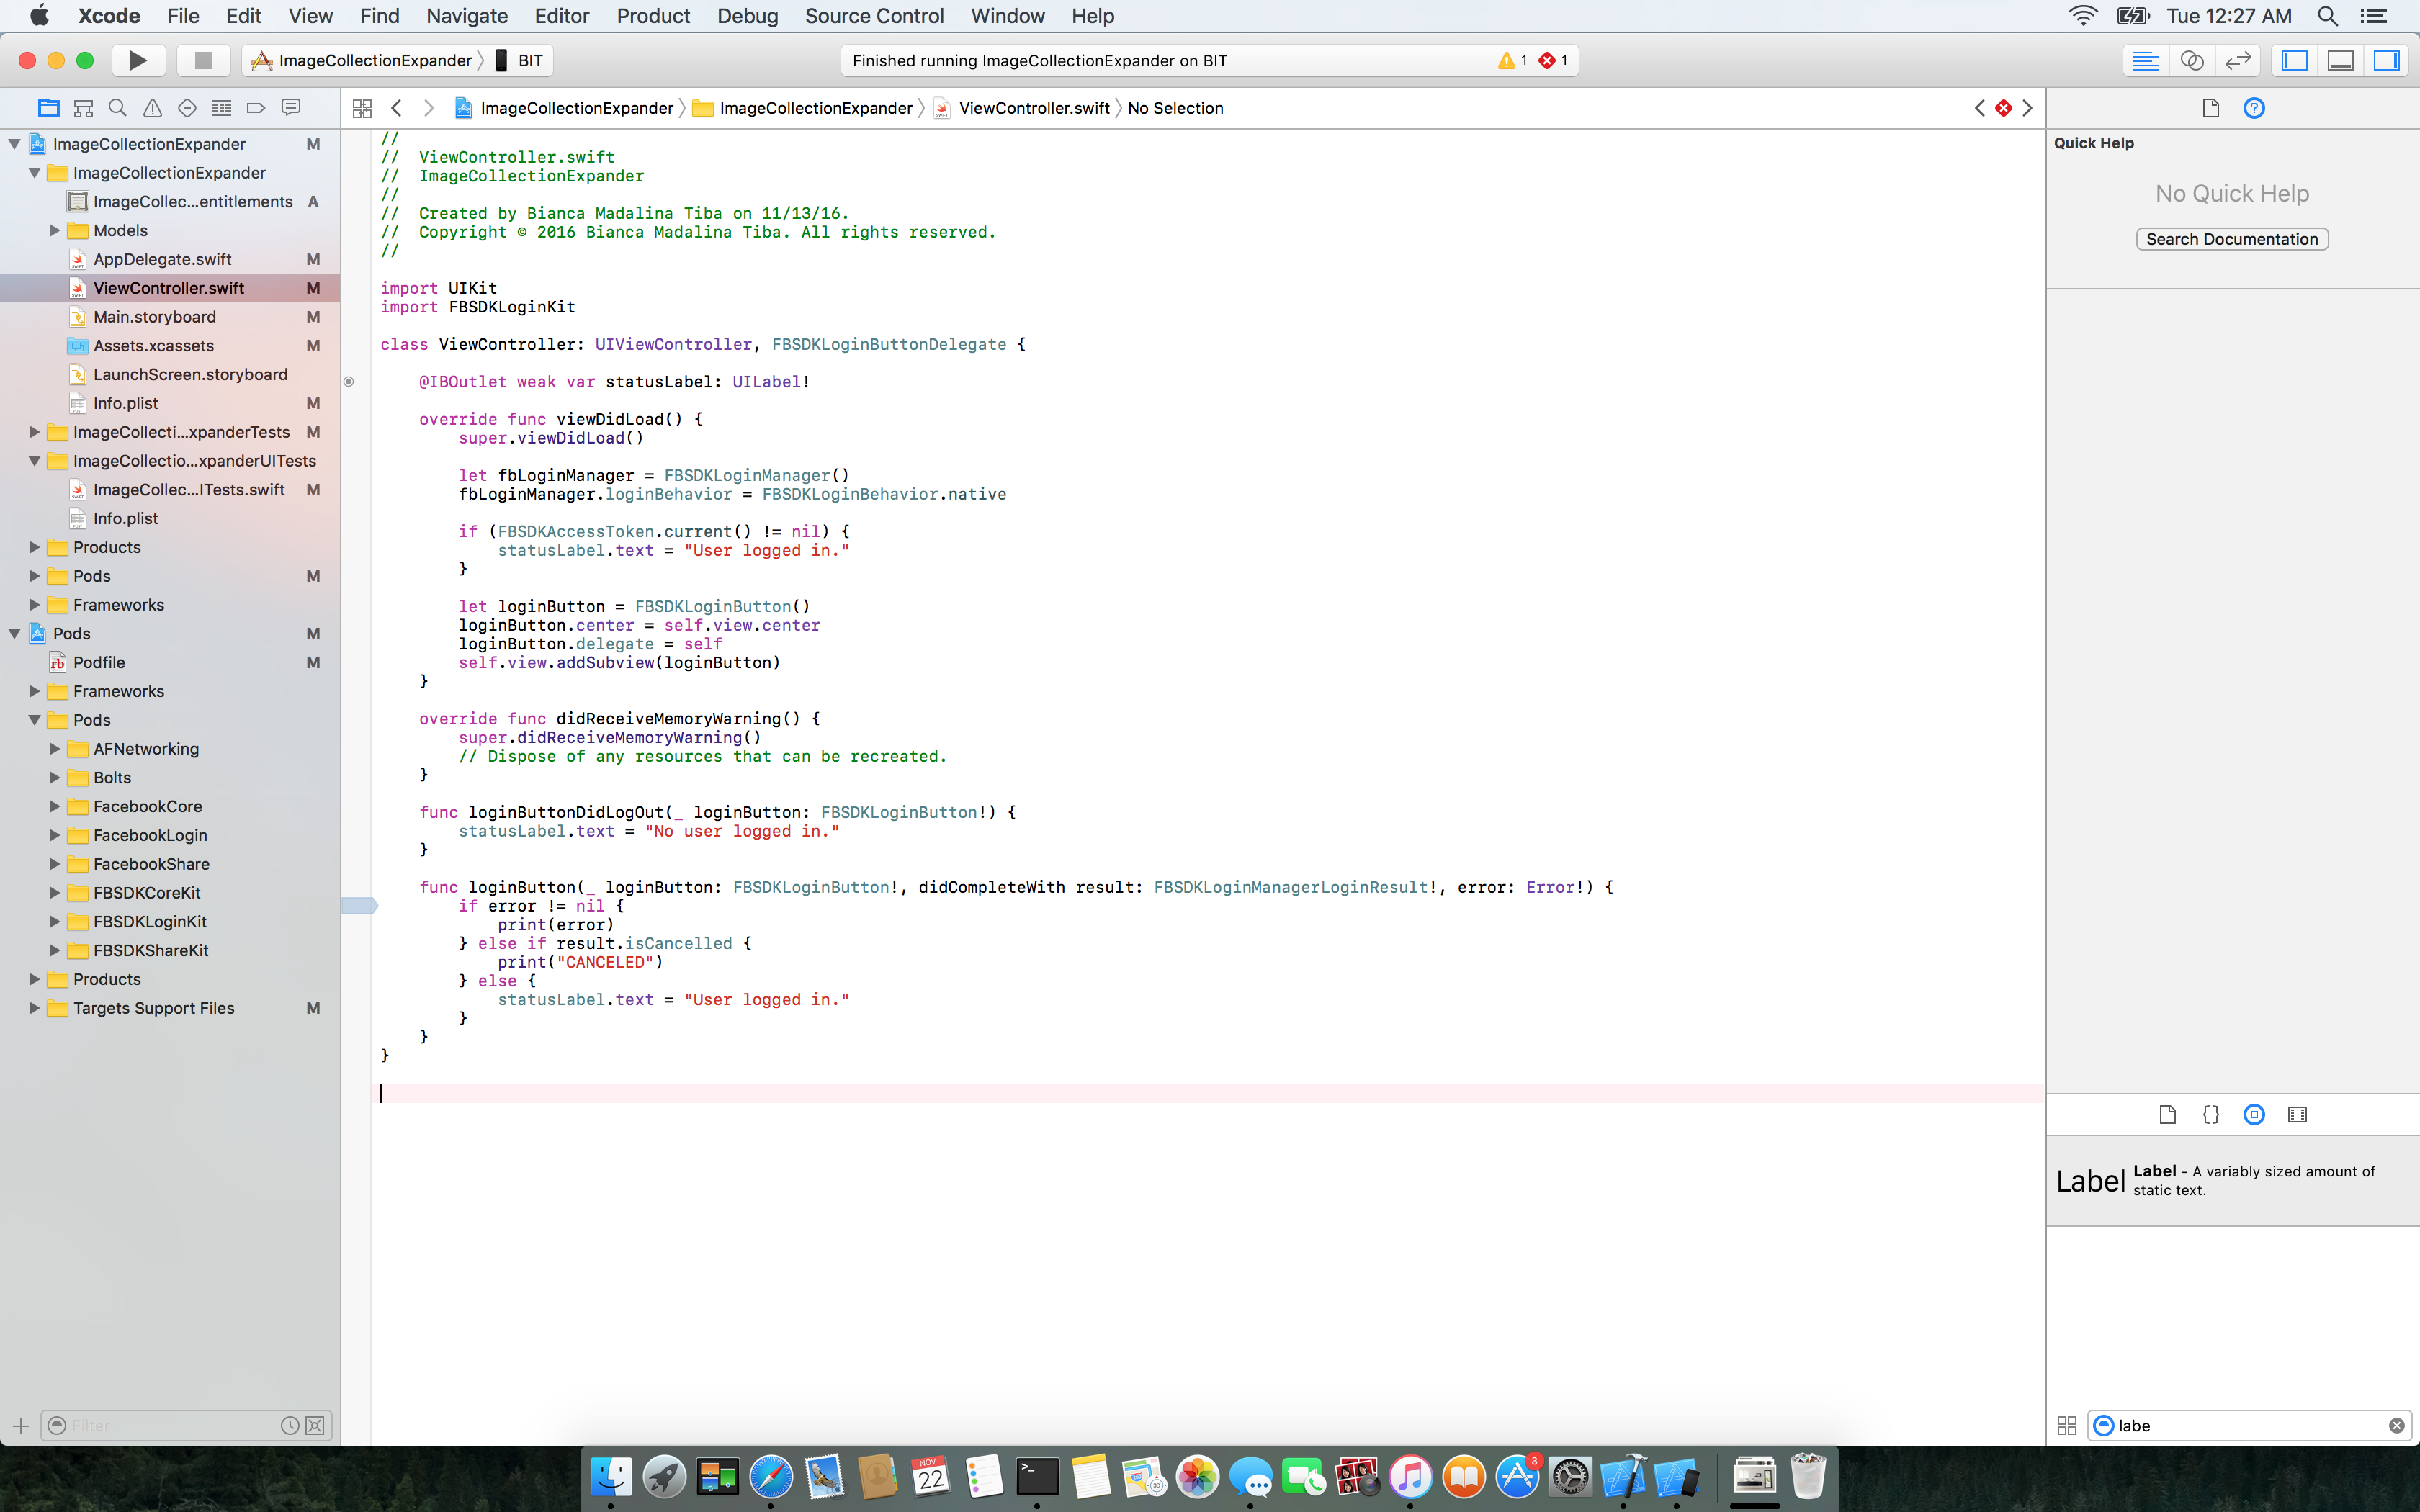 Xcode File Edit View Find Navigate Editor Product Debug Source Control Window Help Tue 12:27 AM
ImageCollectionExpander BIT Finished running ImageCollectionExpander on BIT 1 1
ImageCollectionExpander ImageCollectionExpander ViewController.swift No Selection
ImageCollectionExpander M
ImageCollectionExpander
ImageCollec...entitlements A
Models
AppDelegate.swift M
ViewController.swift M
Main.storyboard M
Assets.xcassets M
LaunchScreen.storyboard
Info.plist M
ImageCollecti...xpanderTests M
ImageCollectio...xpanderUITests
ImageCollec...ITests.swift M
Info.plist
Products
Pods M
Frameworks
Pods M
Podfile M
Frameworks
Pods
AFNetworking
Bolts
FacebookCore
FacebookLogin
FacebookShare
FBSDKCoreKit
FBSDKLoginKit
FBSDKShareKit
Products
Targets Support Files M
Filter
//
// ViewController.swift
// ImageCollectionExpander
//
// Created by Bianca Madalina Tiba on 11/13/16.
// Copyright © 2016 Bianca Madalina Tiba. All rights reserved.
//
import UIKit
import FBSDKLoginKit
class ViewController: UIViewController, FBSDKLoginButtonDelegate {
@IBOutlet weak var statusLabel: UILabel!
override func viewDidLoad() {
super.viewDidLoad()
let fbLoginManager = FBSDKLoginManager()
fbLoginManager.loginBehavior = FBSDKLoginBehavior.native
if (FBSDKAccessToken.current() != nil) {
statusLabel.text = "User logged in."
}
let loginButton = FBSDKLoginButton()
loginButton.center = self.view.center
loginButton.delegate = self
self.view.addSubview(loginButton)
}
override func didReceiveMemoryWarning() {
super.didReceiveMemoryWarning()
// Dispose of any resources that can be recreated.
}
func loginButtonDidLogOut(_ loginButton: FBSDKLoginButton!) {
statusLabel.text = "No user logged in."
}
func loginButton(_ loginButton: FBSDKLoginButton!, didCompleteWith result: FBSDKLoginManagerLoginResult!, error: Error!) {
if error != nil {
print(error)
} else if result.isCancelled {
print("CANCELED")
} else {
statusLabel.text = "User logged in."
}
}
}
Quick Help
No Quick Help
Search Documentation
{}
Label Label - A variably sized amount of
static text.
labe
NOV
22
3